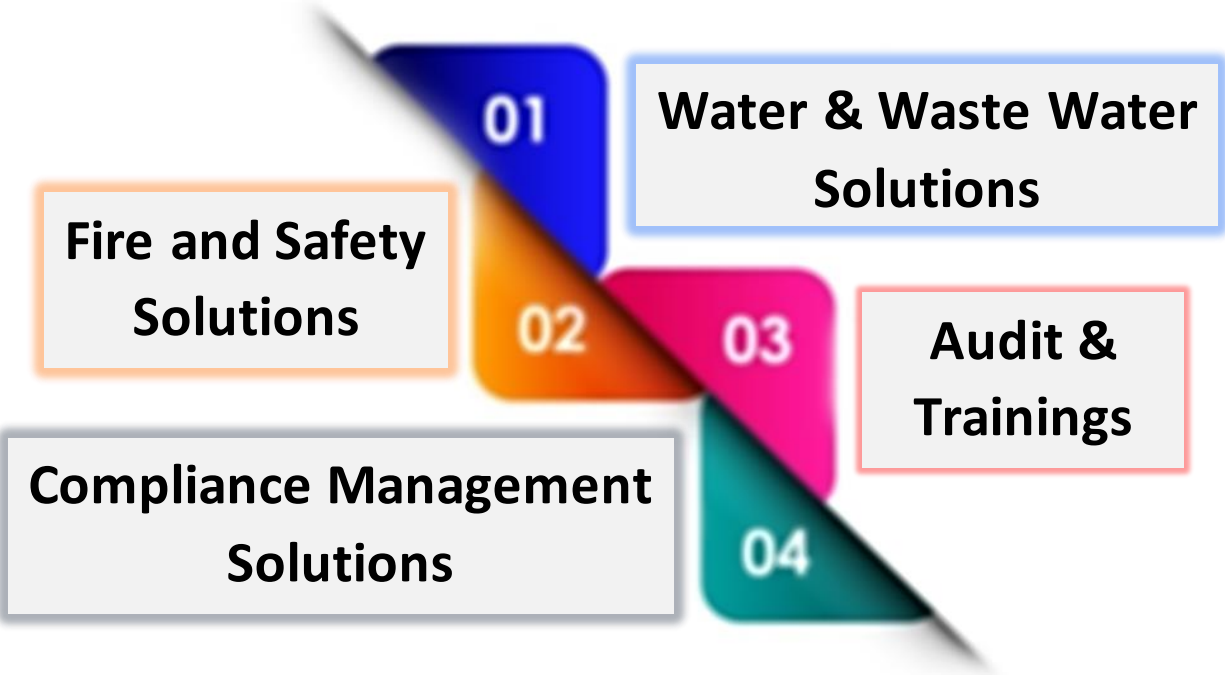 01
Water & Waste Water
Solutions
Fire and Safety
Solutions
02
03
Audit &
Trainings
Compliance Management
Solutions
04